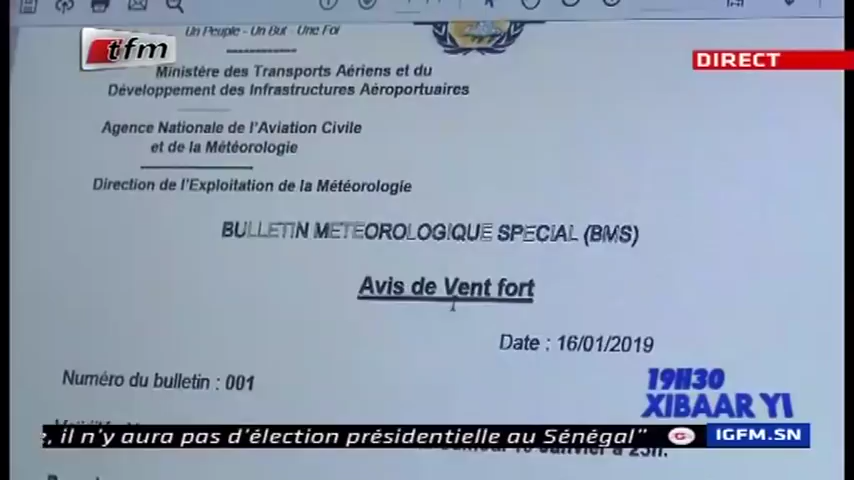 Un Peuple - Un But - Une Foi
tfm
DIRECT
Ministère des Transports Aériens et du
Développement des Infrastructures Aéroportuaires
Agence Nationale de l'Aviation Civile
et de la Météorologie
Direction de l'Exploitation de la Météorologie
BULLETIN METEOROLOGIQUE SPECIAL (BMS)
Avis de Vent fort
Date : 16/01/2019
Numéro du bulletin : 001
19H30
XIBAAR YI
, il n'y aura pas d'élection présidentielle au Sénégal"
IGFM.SN